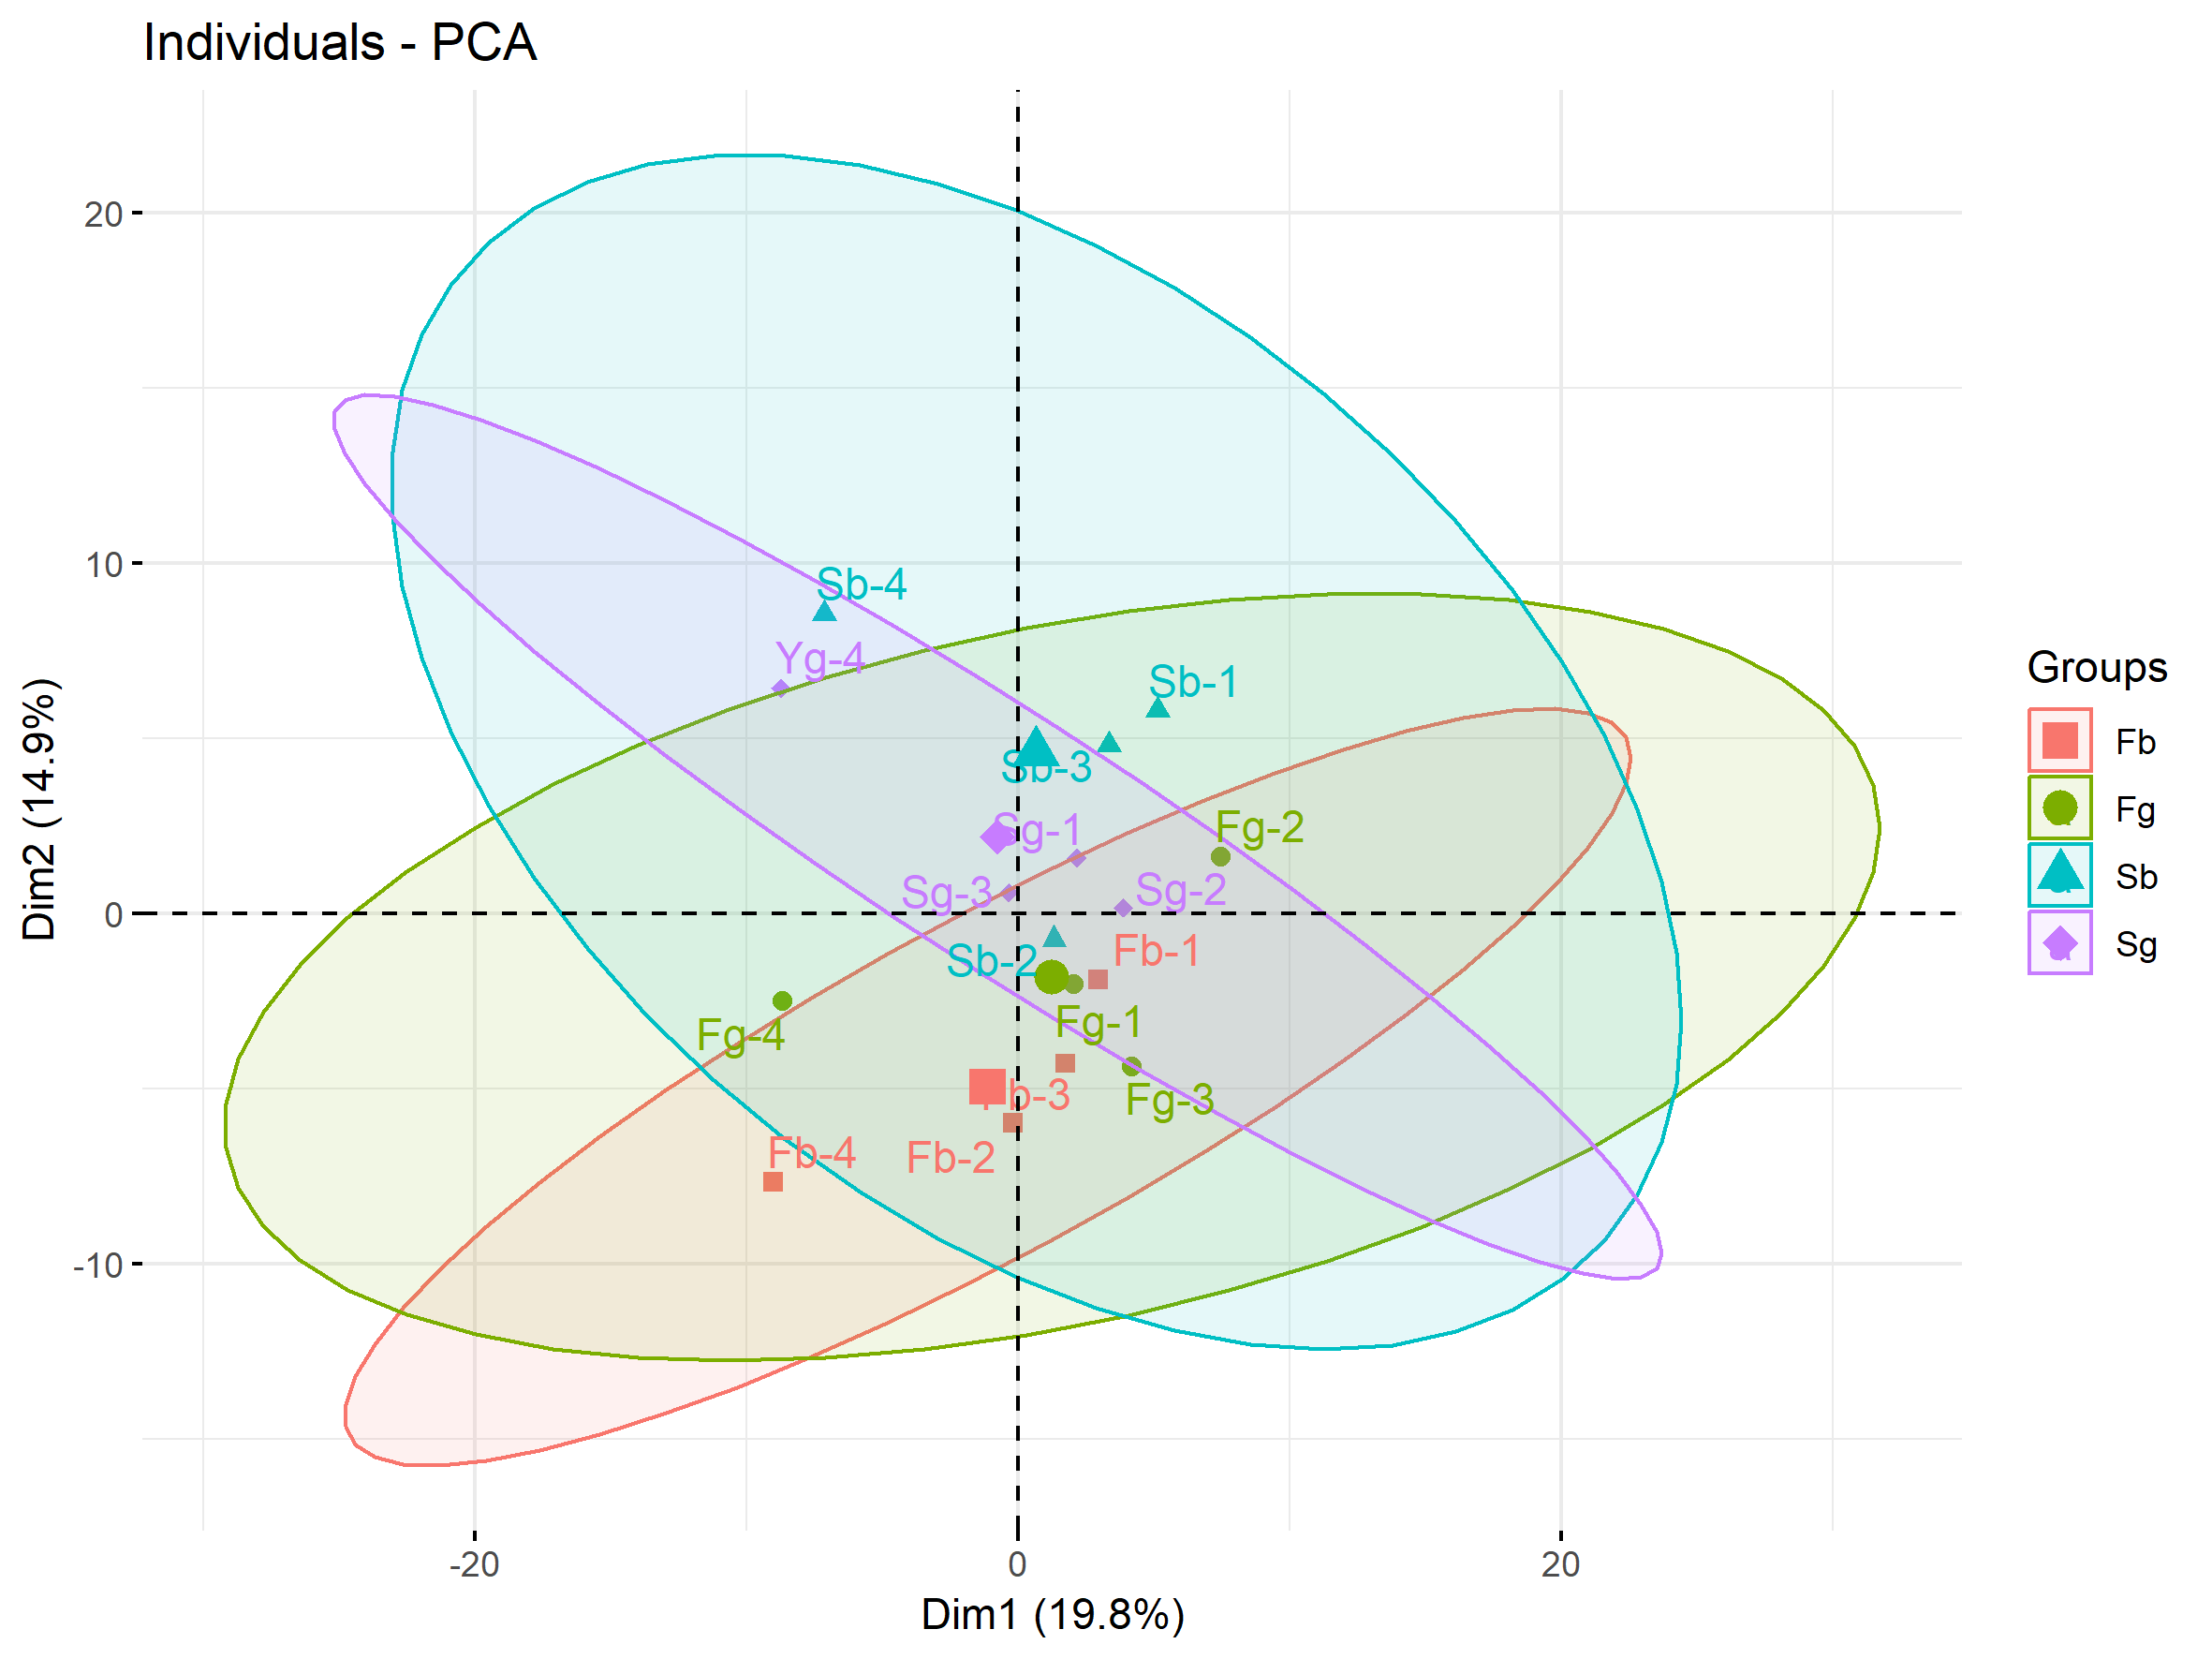 Individuals - PCA
20
10
0
-10
Dim2 (14.9%)
Sb-4
Yg-4
Sb-1
Sb-3
Sg-1
Fg-2
Sg-3
Sg-2
Fb-1
Sb-2
Fg-1
Fg-4
Fb-3
Fg-3
Fb-4
Fb-2
-20
0
20
Dim1 (19.8%)
Groups
Fb
Fg
Sb
Sg